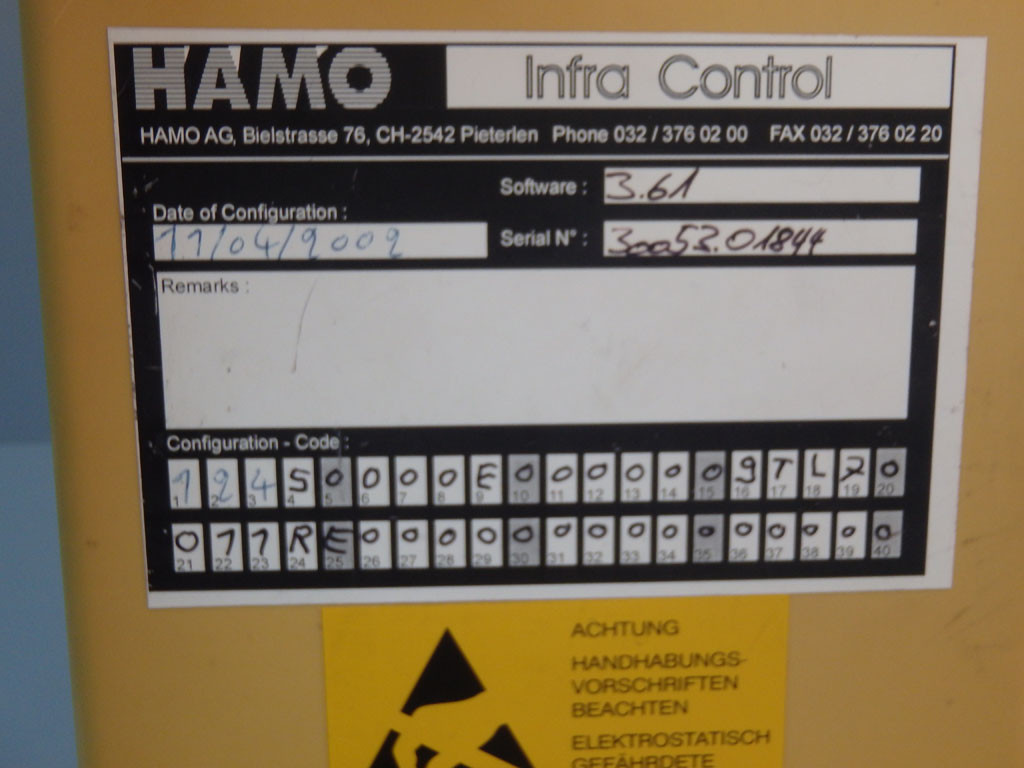 HAMO Infra Control
HAMO AG, Bielstrasse 76, CH-2542 Pieterlen Phone 032 / 376 02 00 FAX 032 / 376 02 20
Software : 3.61
Date of Configuration :
11/04/2002 Serial N° : 30053.01844
Remarks :
Configuration - Code :
1 2 4 S 0 0 0 0 E 0 0 0 0 0 0 9 T L 2 0
1 2 3 4 5 6 7 8 9 10 11 12 13 14 15 16 17 18 19 20
0 1 1 R E 0 0 0 0 0 0 0 0 0 0 0 0 0 0 0
21 22 23 24 25 26 27 28 29 30 31 32 33 34 35 36 37 38 39 40
ACHTUNG
HANDHABUNGS-
VORSCHRIFTEN
BEACHTEN
ELEKTROSTATISCH
GEFÄHRDETE